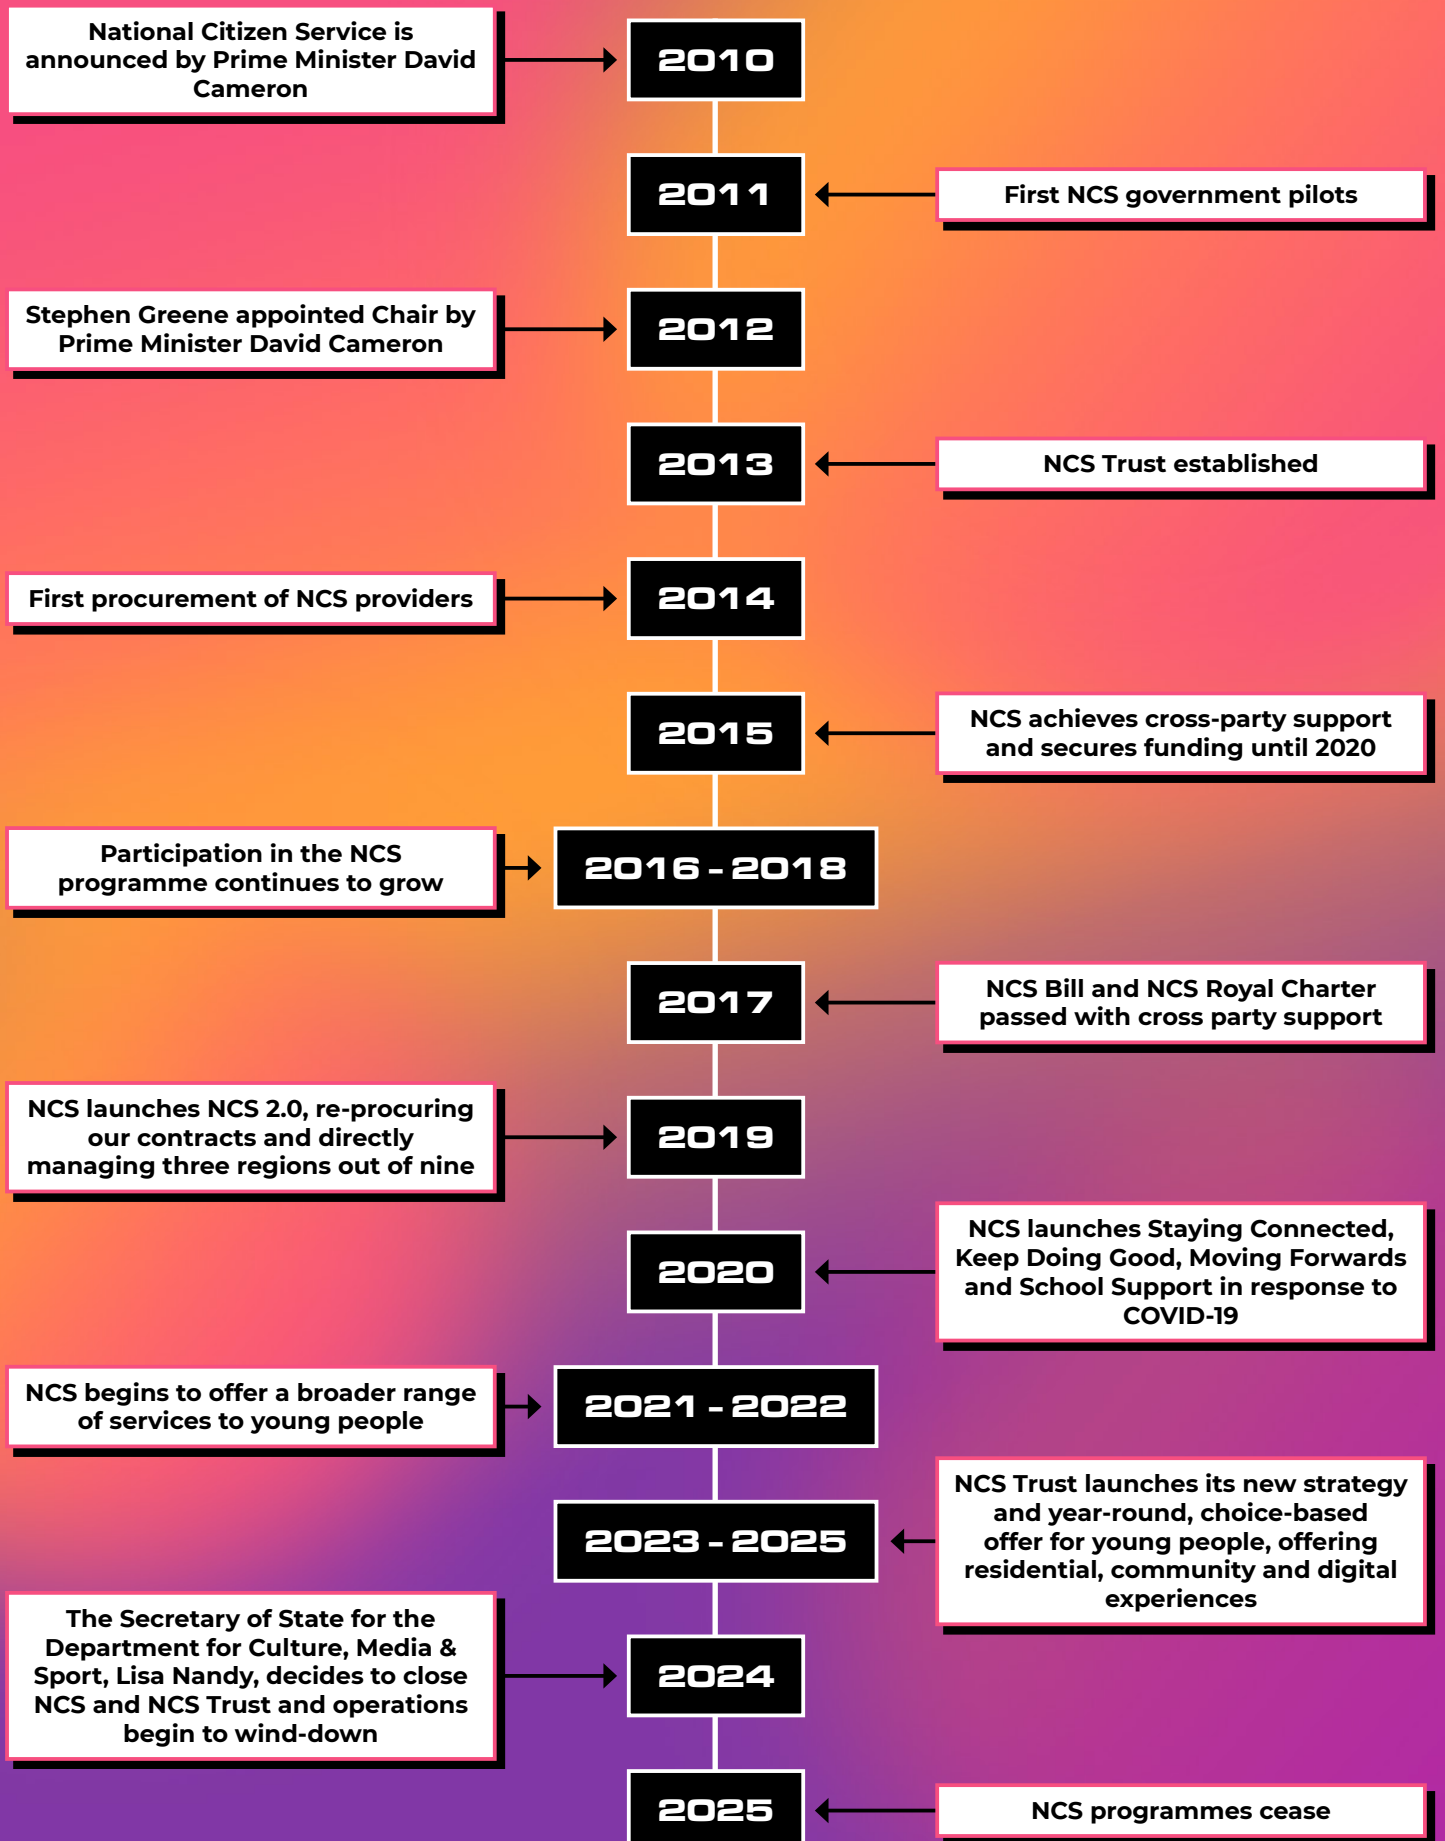 National Citizen Service is
announced by Prime Minister David
Cameron
2010
2011
First NCS government pilots
Stephen Greene appointed Chair by
Prime Minister David Cameron
2012
2013
NCS Trust established
First procurement of NCS providers
2014
2015
NCS achieves cross-party support
and secures funding until 2020
Participation in the NCS
programme continues to grow
2016 - 2018
2017
NCS Bill and NCS Royal Charter
passed with cross party support
NCS launches NCS 2.0, re-procuring
our contracts and directly
managing three regions out of nine
2019
2020
NCS launches Staying Connected,
Keep Doing Good, Moving Forwards
and School Support in response to
COVID-19
NCS begins to offer a broader range
of services to young people
2021 - 2022
2023 - 2025
NCS Trust launches its new strategy
and year-round, choice-based
offer for young people, offering
residential, community and digital
experiences
The Secretary of State for the
Department for Culture, Media &
Sport, Lisa Nandy, decides to close
NCS and NCS Trust and operations
begin to wind-down
2024
2025
NCS programmes cease